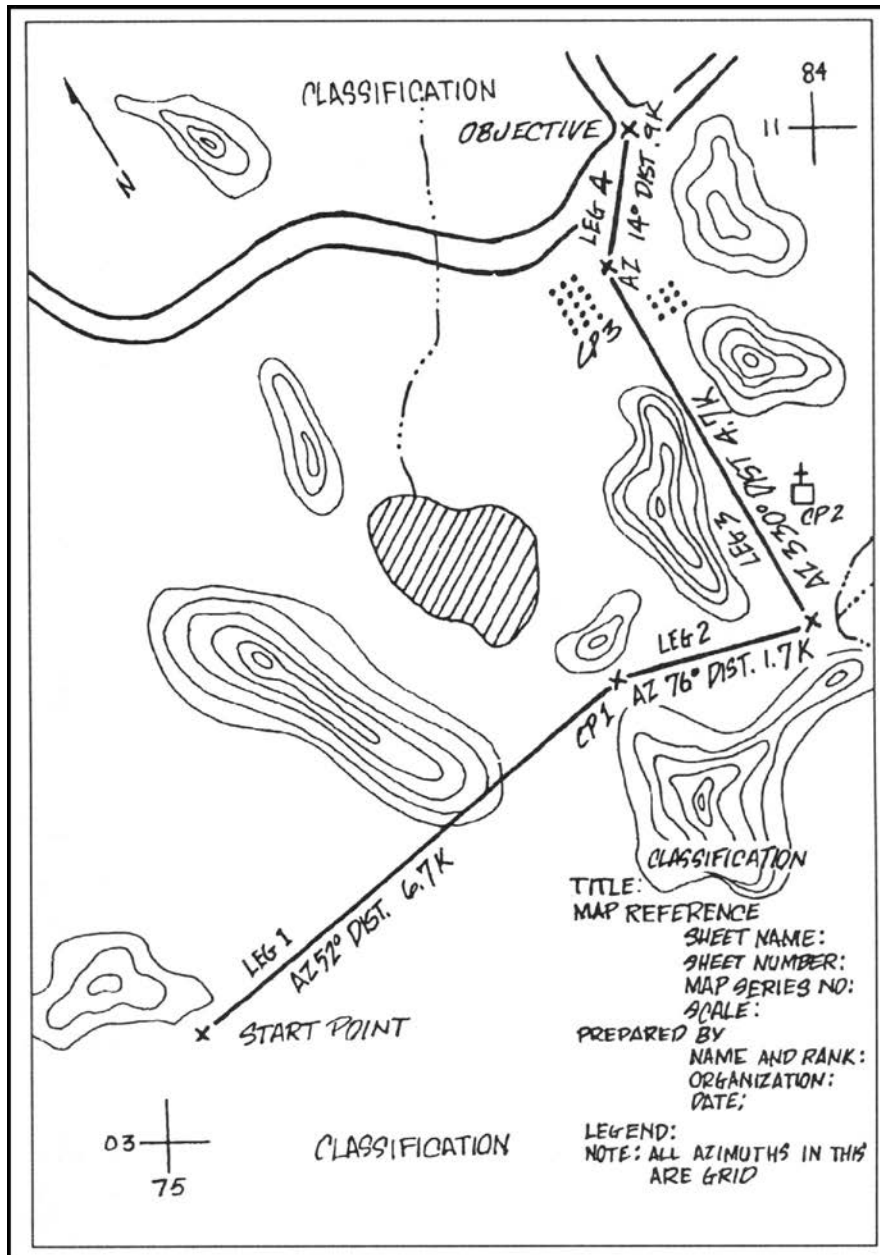 84
CLASSIFICATION
11
OBJECTIVE
N
LEG 4
AZ 14° DIST. .9K
CP3
LEG 3
AZ 330° DIST 4.7K
CP2
LEG 2
AZ 76° DIST. 1.7K
CP1
LEG 1
AZ 52° DIST. 6.7K
START POINT
CLASSIFICATION
TITLE:
MAP REFERENCE
SHEET NAME:
SHEET NUMBER:
MAP SERIES NO:
SCALE:
PREPARED BY
NAME AND RANK:
ORGANIZATION:
DATE;
03
75
CLASSIFICATION
LEGEND:
NOTE: ALL AZIMUTHS IN THIS
ARE GRID